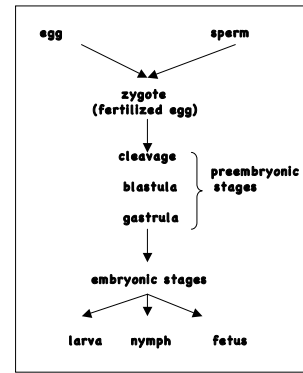 egg sperm
zygote
(fertilized egg)
cleavage
blastula
gastrula
preembryonic
stages
embryonic stages
larva nymph fetus